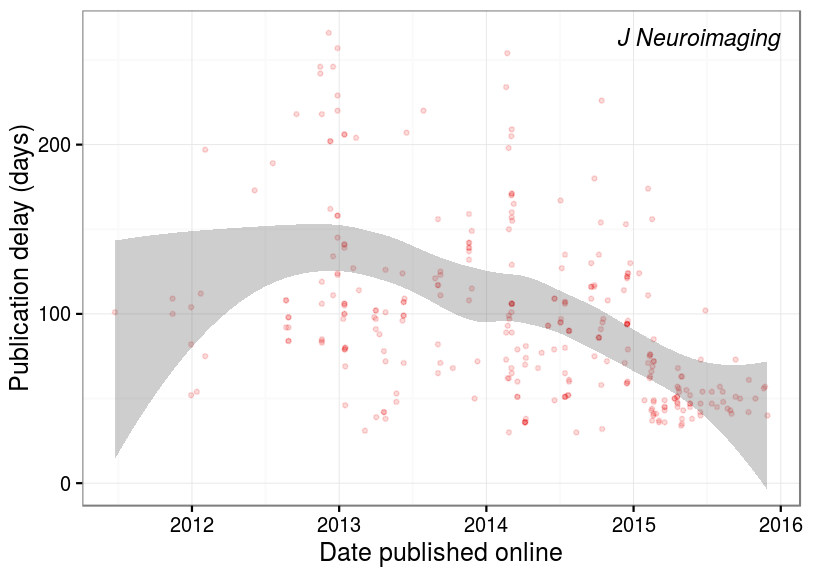 J Neuroimaging
Publication delay (days)
200
100
0
2012 2013 2014 2015 2016
Date published online